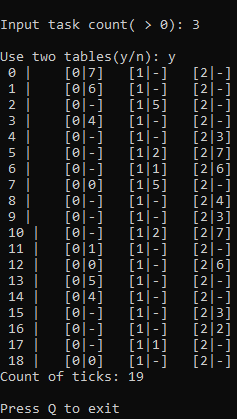 Input task count( > 0): 3
Use two tables(y/n): y
0 | [0|7] [1|-] [2|-]
1 | [0|6] [1|-] [2|-]
2 | [0|-] [1|5] [2|-]
3 | [0|4] [1|-] [2|-]
4 | [0|-] [1|-] [2|3]
5 | [0|-] [1|2] [2|7]
6 | [0|-] [1|1] [2|6]
7 | [0|0] [1|5] [2|-]
8 | [0|-] [1|-] [2|4]
9 | [0|-] [1|-] [2|3]
10 | [0|-] [1|2] [2|7]
11 | [0|1] [1|-] [2|-]
12 | [0|0] [1|-] [2|6]
13 | [0|5] [1|-] [2|-]
14 | [0|4] [1|-] [2|-]
15 | [0|-] [1|-] [2|3]
16 | [0|-] [1|-] [2|2]
17 | [0|-] [1|1] [2|-]
18 | [0|0] [1|-] [2|-]
Count of ticks: 19
Press Q to exit